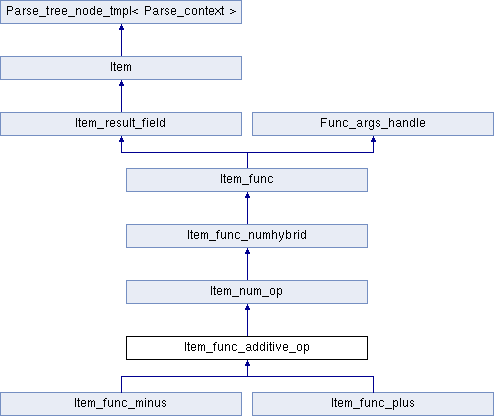 Parse_tree_node_tmpl< Parse_context >
Item
Item_result_field
Func_args_handle
Item_func
Item_func_numhybrid
Item_num_op
Item_func_additive_op
Item_func_minus
Item_func_plus